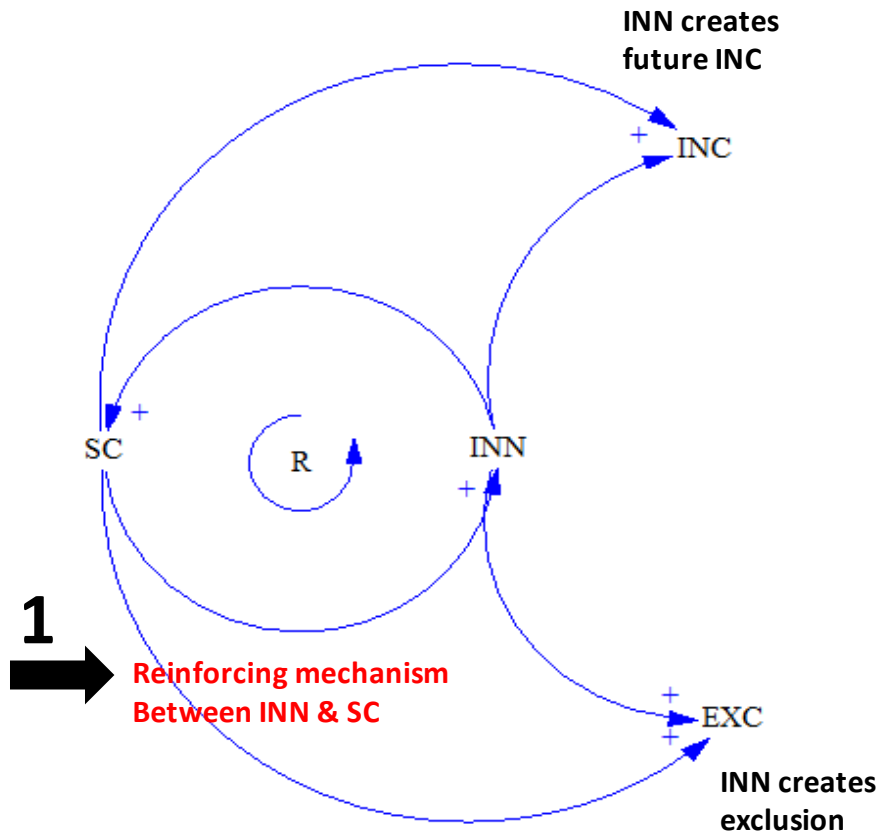 INN creates
future INC
+
INC
+
SC
R
INN
+
1
Reinforcing mechanism
Between INN & SC
+
EXC
+
INN creates
exclusion